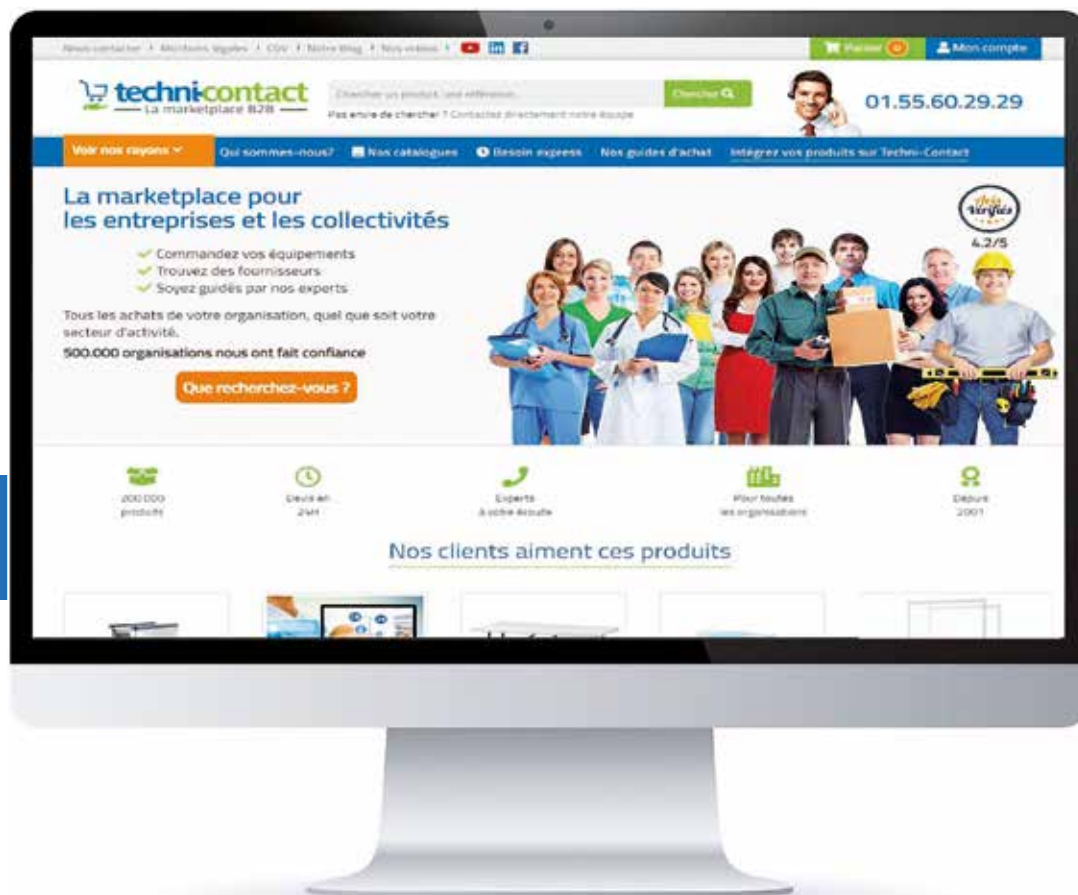 Nous contacter
Mentions légales
CGV
Notre Blog
Nos vidéos
Panier 0
Mon compte
techni-contact
La marketplace B2B
Chercher un produit, une référence...
Chercher
Pas envie de chercher ? Contactez directement notre équipe
01.55.60.29.29
Voir nos rayons
Qui sommes-nous?
Nos catalogues
Besoin express
Nos guides d'achat
Intégrez vos produits sur Techni-Contact
La marketplace pour
les entreprises et les collectivités
Commandez vos équipements
Trouvez des fournisseurs
Soyez guidés par nos experts
Tous les achats de votre organisation, quel que soit votre
secteur d'activité.
500.000 organisations nous ont fait confiance
Que recherchez-vous ?
Avis
Vérifiés
4.2/5
200 000
produits
Devis en
24H
Experts
à votre écoute
Pour toutes
les organisations
Depuis
2001
Nos clients aiment ces produits